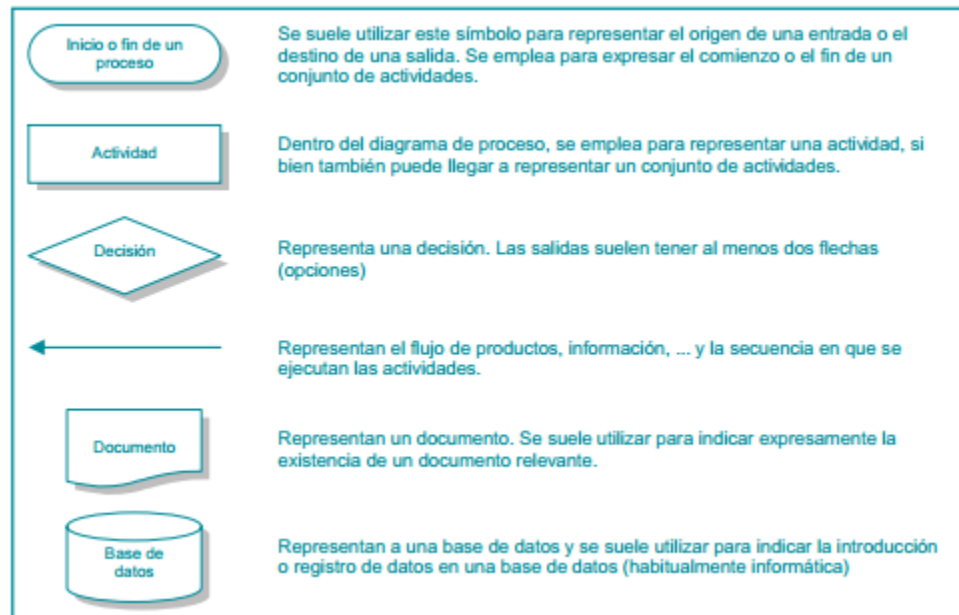 Inicio o fin de un
proceso
Se suele utilizar este símbolo para representar el origen de una entrada o el
destino de una salida. Se emplea para expresar el comienzo o el fin de un
conjunto de actividades.
Actividad
Dentro del diagrama de proceso, se emplea para representar una actividad, si
bien también puede llegar a representar un conjunto de actividades.
Decisión
Representa una decisión. Las salidas suelen tener al menos dos flechas
(opciones)
Representan el flujo de productos, información, ... y la secuencia en que se
ejecutan las actividades.
Documento
Representan un documento. Se suele utilizar para indicar expresamente la
existencia de un documento relevante.
Base de
datos
Representan a una base de datos y se suele utilizar para indicar la introducción
o registro de datos en una base de datos (habitualmente informática)